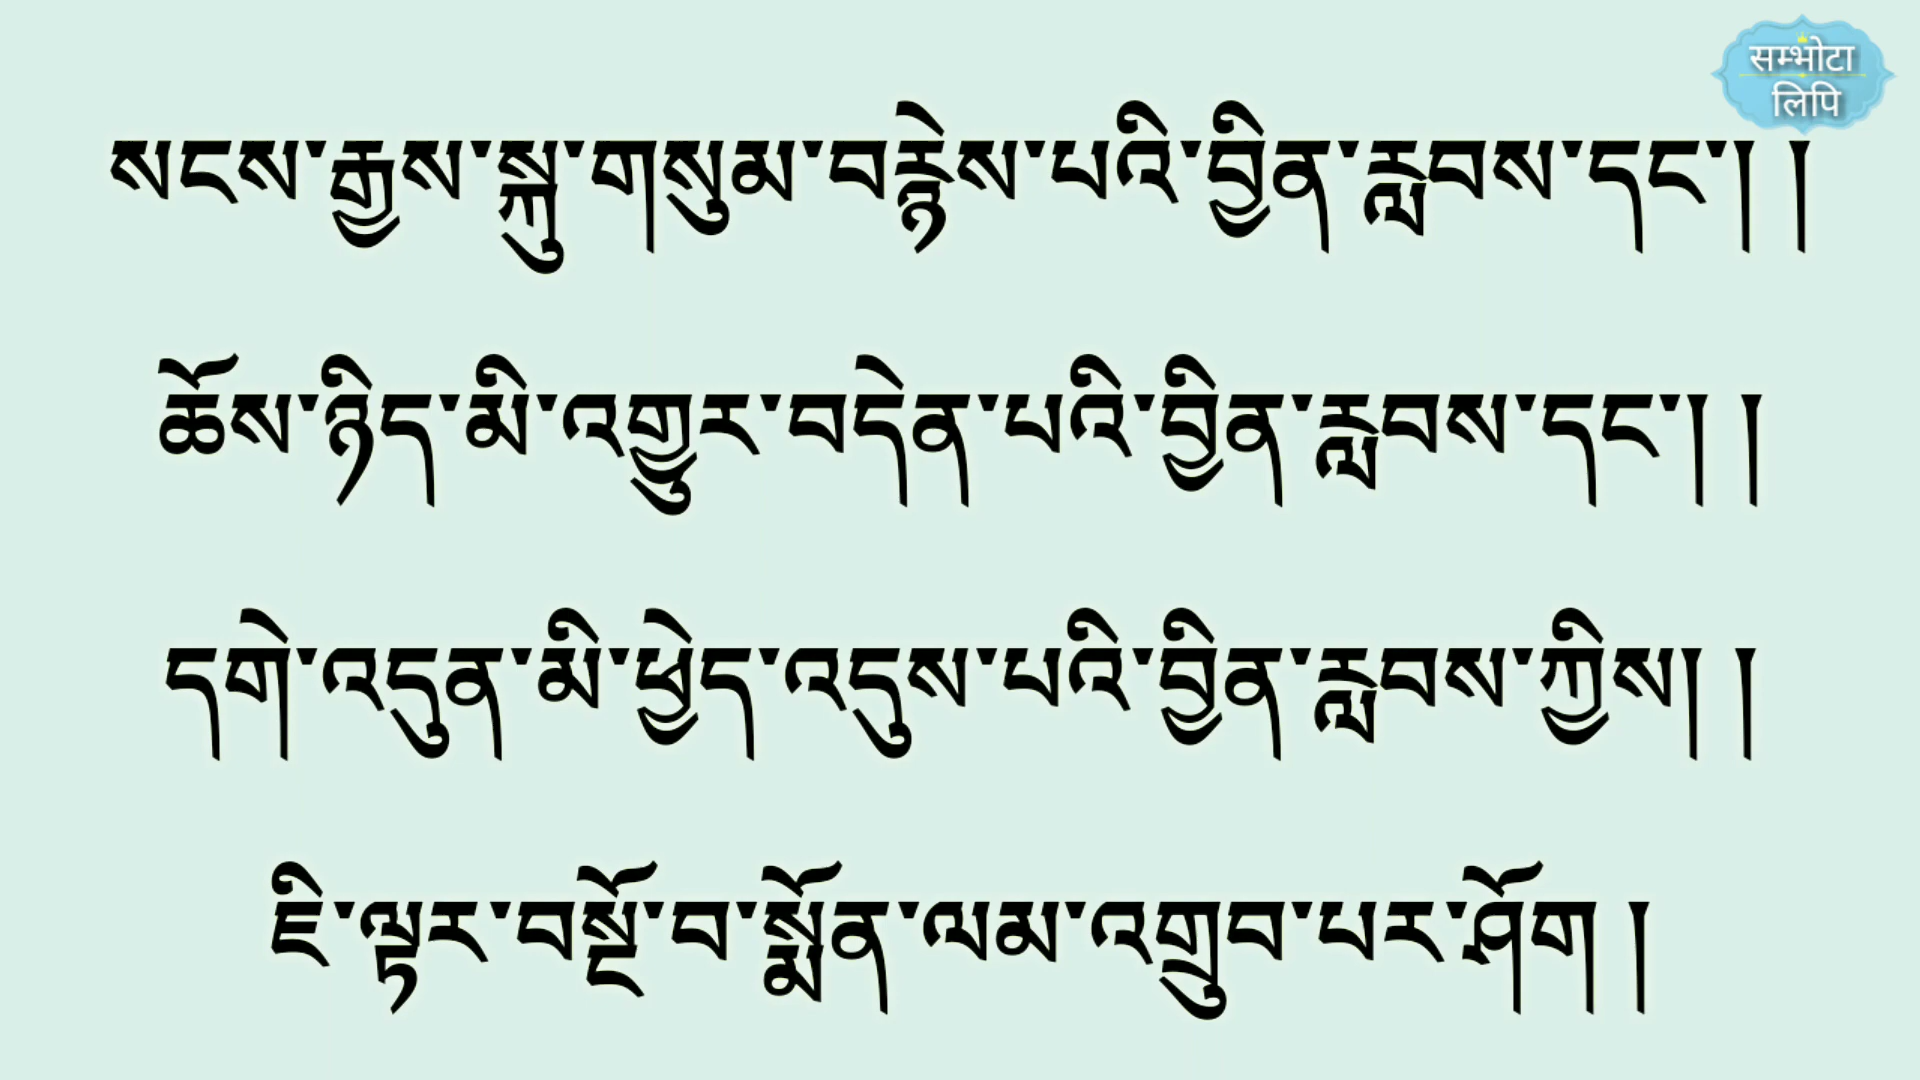 सम्भोटा
लिपि
སངས་རྒྱས་སྐུ་གསུམ་བརྙེས་པའི་བྱིན་རླབས་དང་། །
ཆོས་ཉིད་མི་འགྱུར་བདེན་པའི་བྱིན་རླབས་དང་། །
དགེ་འདུན་མི་ཕྱེད་འདུས་པའི་བྱིན་རླབས་ཀྱིས། །
ཇི་ལྟར་བསྔོ་བ་སྨོན་ལམ་འགྲུབ་པར་ཤོག །